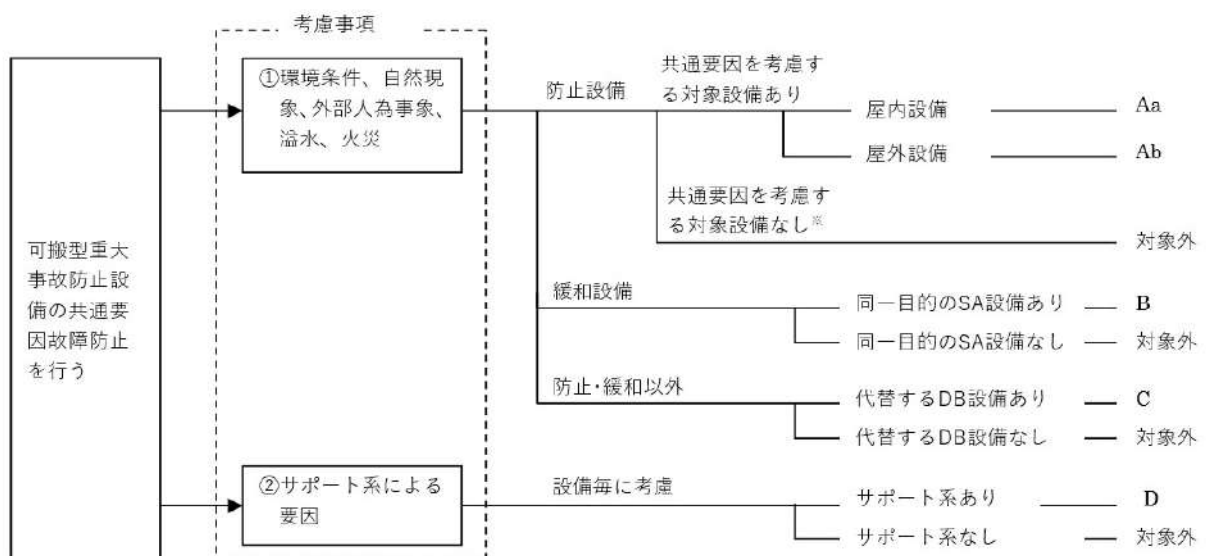 考慮事項
可搬型重大
事故防止設
備の共通要
因故障防止
を行う
①環境条件、自然現
象、外部人為事象、
溢水、火災
防止設備
共通要因を考慮す
る対象設備あり
屋内設備
Aa
屋外設備
Ab
共通要因を考慮す
る対象設備なし※
対象外
緩和設備
同一目的のSA設備あり
B
同一目的のSA設備なし
対象外
防止・緩和以外
代替するDB設備あり
C
代替するDB設備なし
対象外
②サポート系による
要因
設備毎に考慮
サポート系あり
D
サポート系なし
対象外